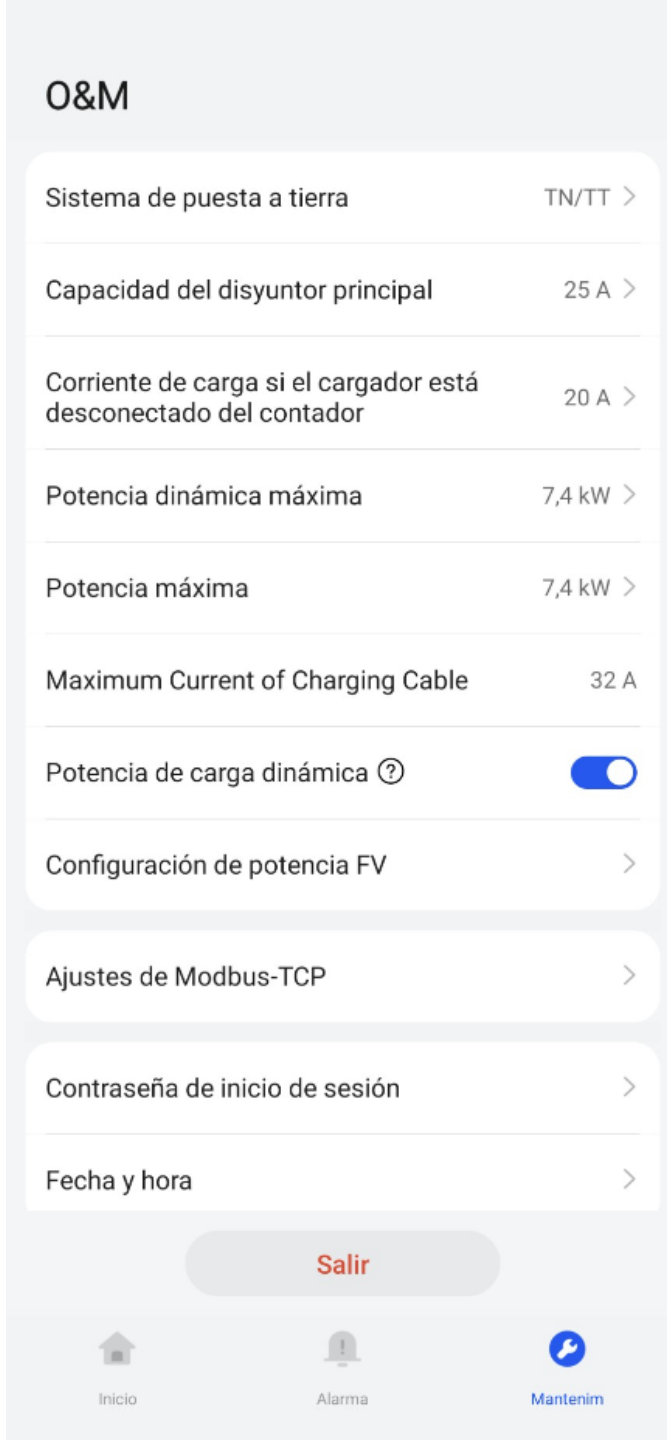 O&M
Sistema de puesta a tierra TN/TT
Capacidad del disyuntor principal 25 A
Corriente de carga si el cargador está
desconectado del contador 20 A
Potencia dinámica máxima 7,4 kW
Potencia máxima 7,4 kW
Maximum Current of Charging Cable 32 A
Potencia de carga dinámica ?
Configuración de potencia FV
Ajustes de Modbus-TCP
Contraseña de inicio de sesión
Fecha y hora
Salir
Inicio Alarma Mantenim